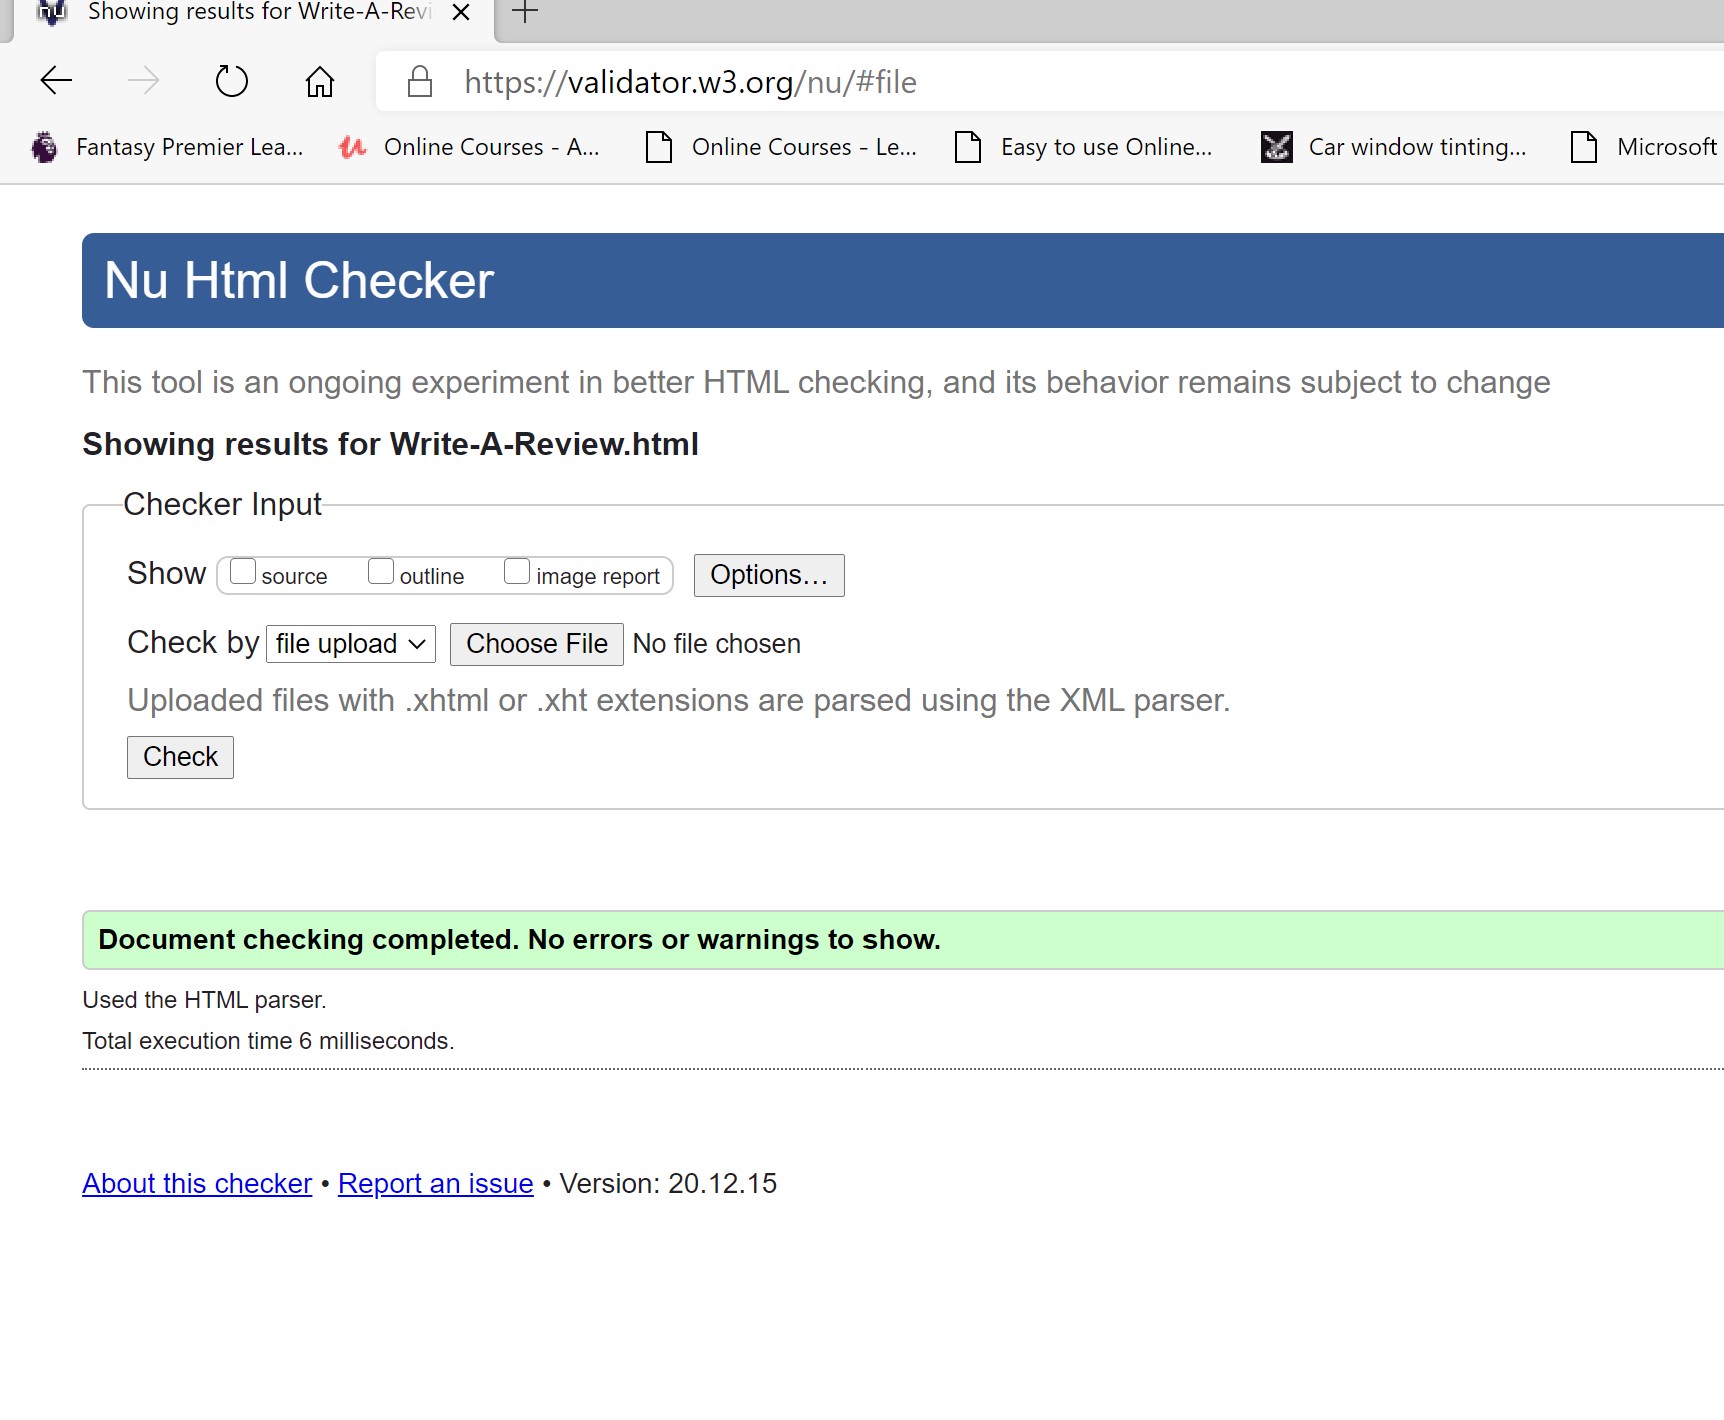 nu Showing results for Write-A-Revi
https://validator.w3.org/nu/#file
Fantasy Premier Lea... Online Courses - A... Online Courses - Le... Easy to use Online... Car window tinting... Microsoft
Nu Html Checker
This tool is an ongoing experiment in better HTML checking, and its behavior remains subject to change
Showing results for Write-A-Review.html
Checker Input
Show source outline image report Options...
Check by file upload Choose File No file chosen
Uploaded files with .xhtml or .xht extensions are parsed using the XML parser.
Check
Document checking completed. No errors or warnings to show.
Used the HTML parser.
Total execution time 6 milliseconds.
About this checker • Report an issue • Version: 20.12.15